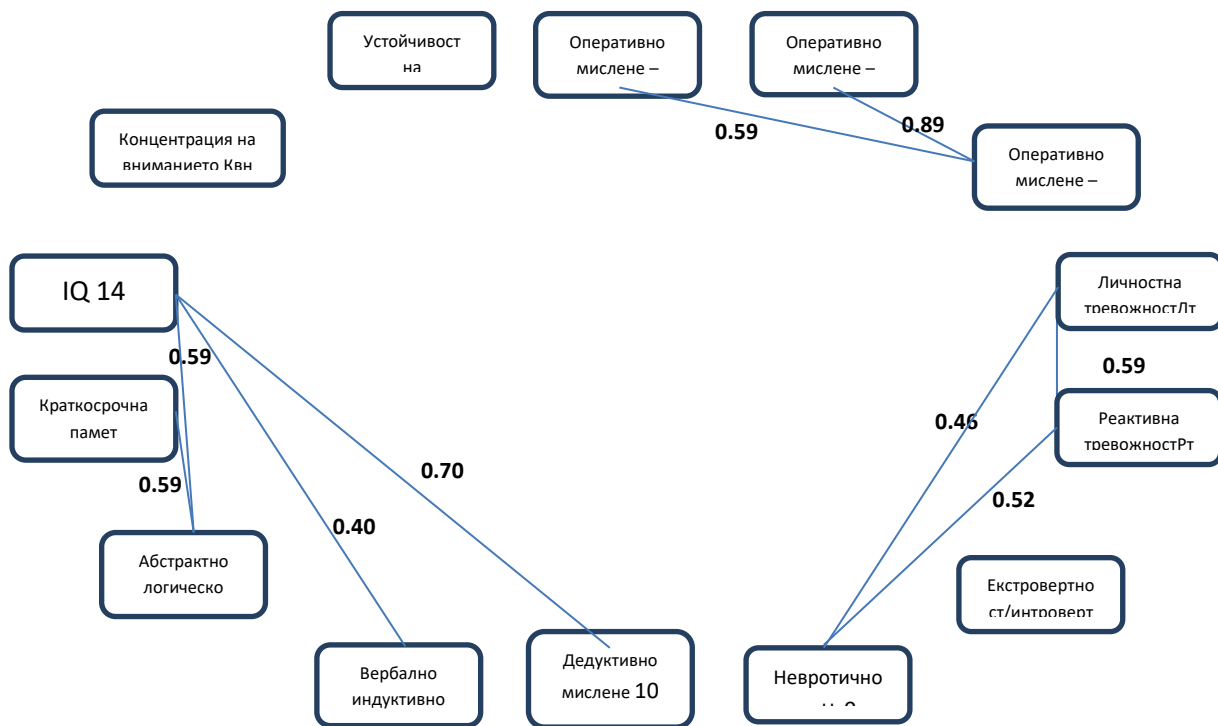 Устойчивост
на
Оперативно
мислене –
Оперативно
мислене –
0.59
0.89
Концентрация на
вниманието Квн
Оперативно
мислене –
IQ 14
Личностна
тревожностЛт
0.59
0.59
Краткосрочна
памет
Реактивна
тревожностРт
0.46
0.70
0.59
0.52
0.40
Абстрактно
логическо
Екстровертно
ст/интроверт
Вербално
индуктивно
Дедуктивно
мислене 10
Невротично